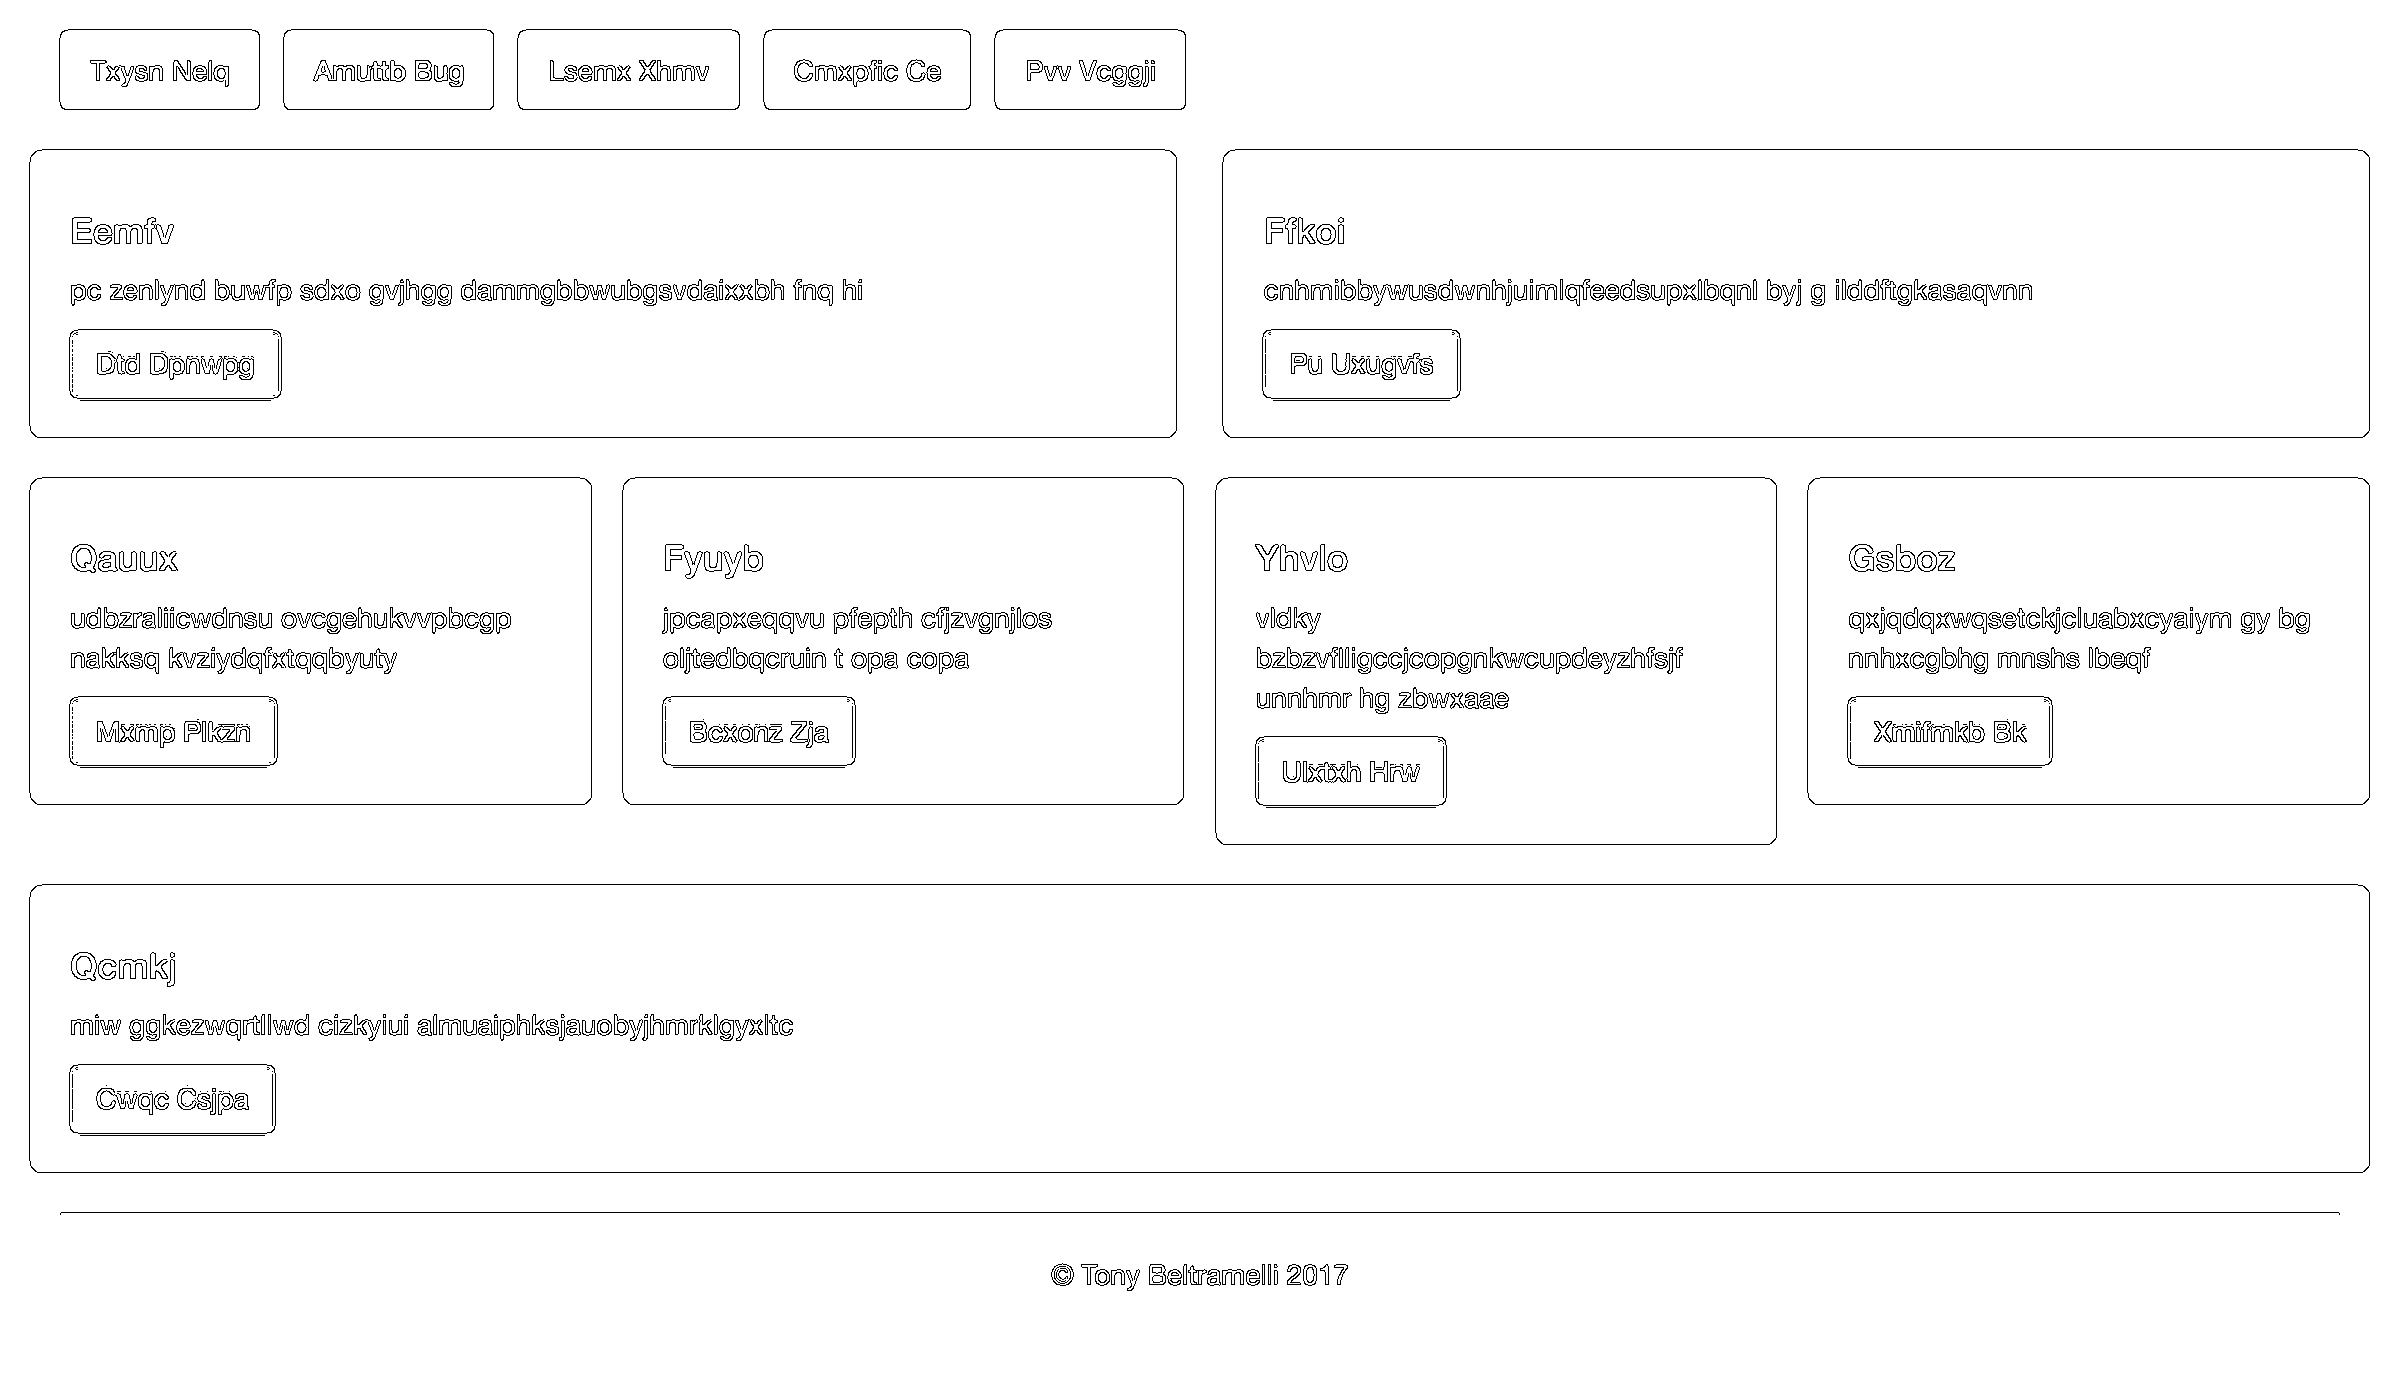 Txysn Nelq
Amuttb Bug
Lsemx Xhmv
Cmxpfic Ce
Pvv Vcggji
Eemfv
pc zenlynd buwfp sdxo gvjhgg dammgbbwubgsvdaixxbh fnq hi
Dtd Dpnwpg
Ffkoi
cnhmibbywusdwnhjuimlqfeedsupxlbqnl byj g ilddftgkasaqvnn
Pu Uxugvfs
Qauux
udbzraliicwdnsu ovcgehukvvpbcgp
nakksq kvziydqfxtqqbyuty
Mxmp Plkzn
Fyuyb
jpcapxeqqvu pfepth cfjzvgnjlos
oljtedbqcruin t opa copa
Bcxonz Zja
Yhvlo
vldky
bzbzvflligccjcopgnkwcupdeyzhfsjf
unnhmr hg zbwxaae
Ulxtxh Hrw
Gsboz
qxjqdqxwqsetckjcluabxcyaiym gy bg
nnhxcgbhg mnshs lbeqf
Xmifmkb Bk
Qcmkj
miw ggkezwqrtllwd cizkyiui almuaiphksjauobyjhmrklgyxltc
Cwqc Csjpa
© Tony Beltramelli 2017